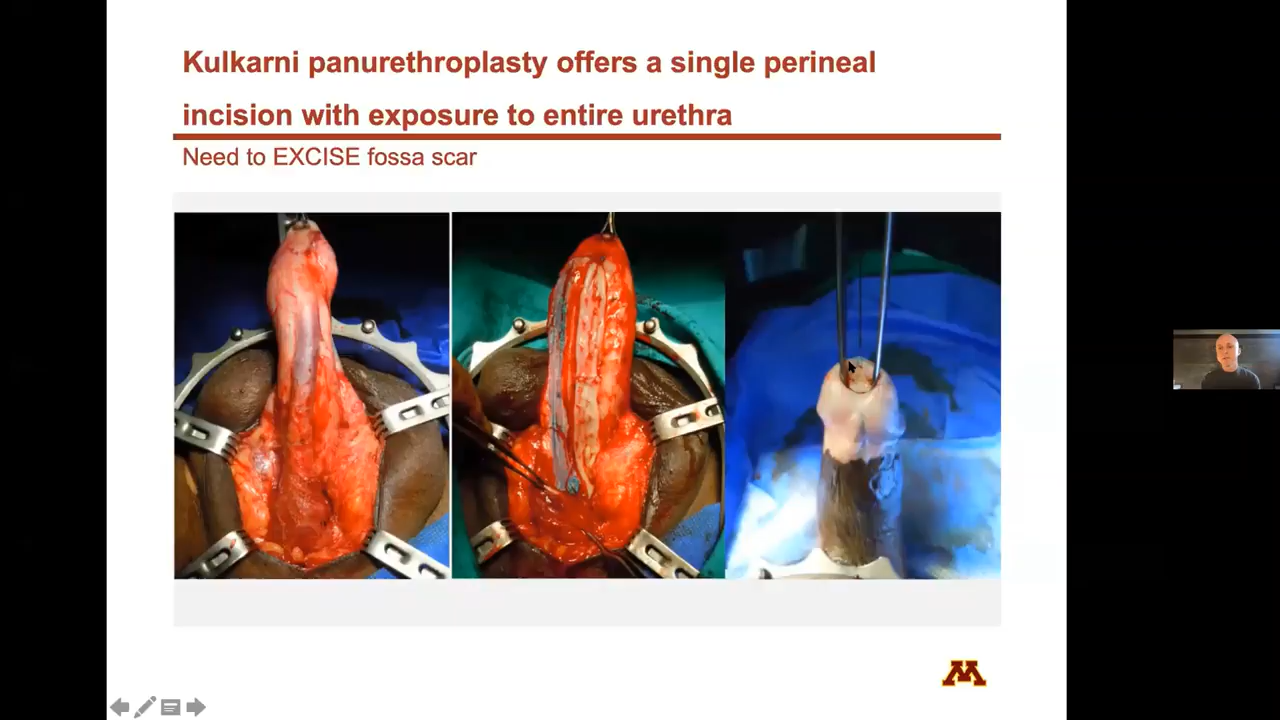 Kulkarni panurethroplasty offers a single perineal
incision with exposure to entire urethra
Need to EXCISE fossa scar
M